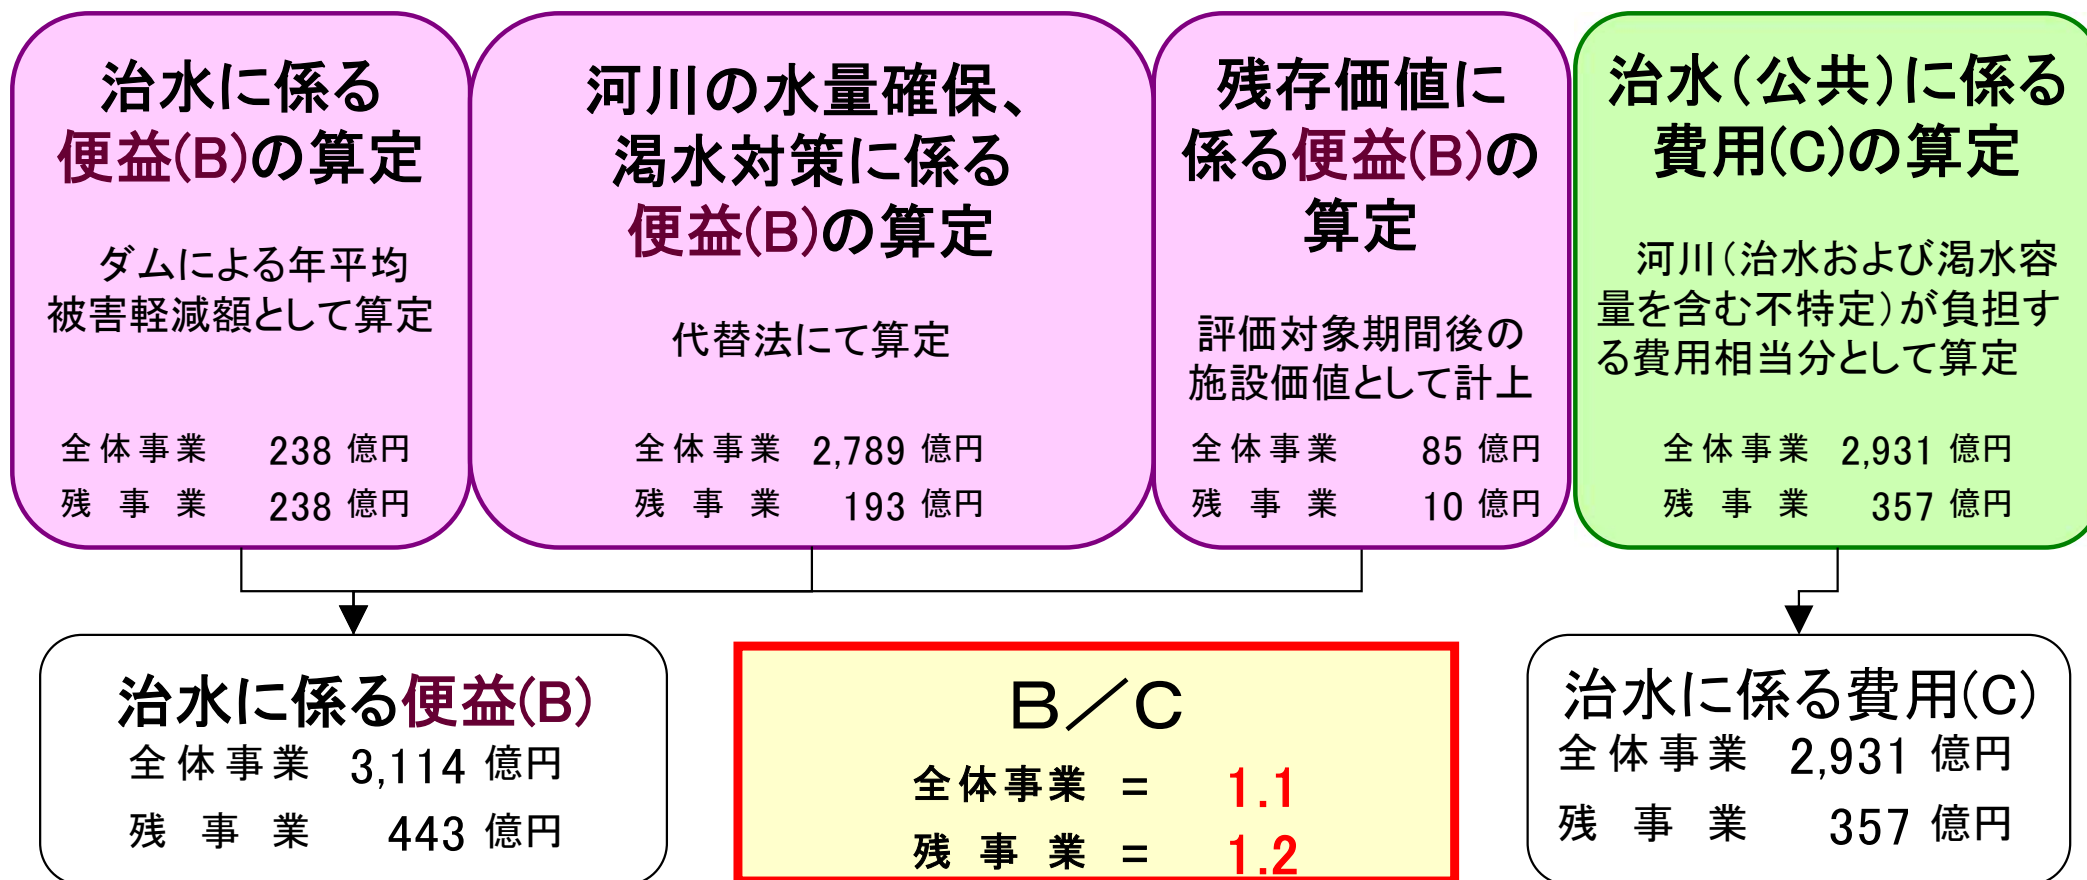 治水に係る
便益(B)の算定
ダムによる年平均
被害軽減額として算定
全体事業 238 億円
残事業 238 億円
河川の水量確保、
渇水対策に係る
便益(B)の算定
代替法にて算定
全体事業 2,789 億円
残事業 193 億円
残存価値に
係る便益(B)の
算定
評価対象期間後の
施設価値として計上
全体事業 85 億円
残事業 10 億円
治水(公共)に係る
費用(C)の算定
河川(治水および渇水容
量を含む不特定)が負担す
る費用相当分として算定
全体事業 2,931 億円
残事業 357 億円
治水に係る便益(B)
全体事業 3,114 億円
残事業 443 億円
B/C
全体事業 = 1.1
残事業 = 1.2
治水に係る費用(C)
全体事業 2,931 億円
残事業 357 億円